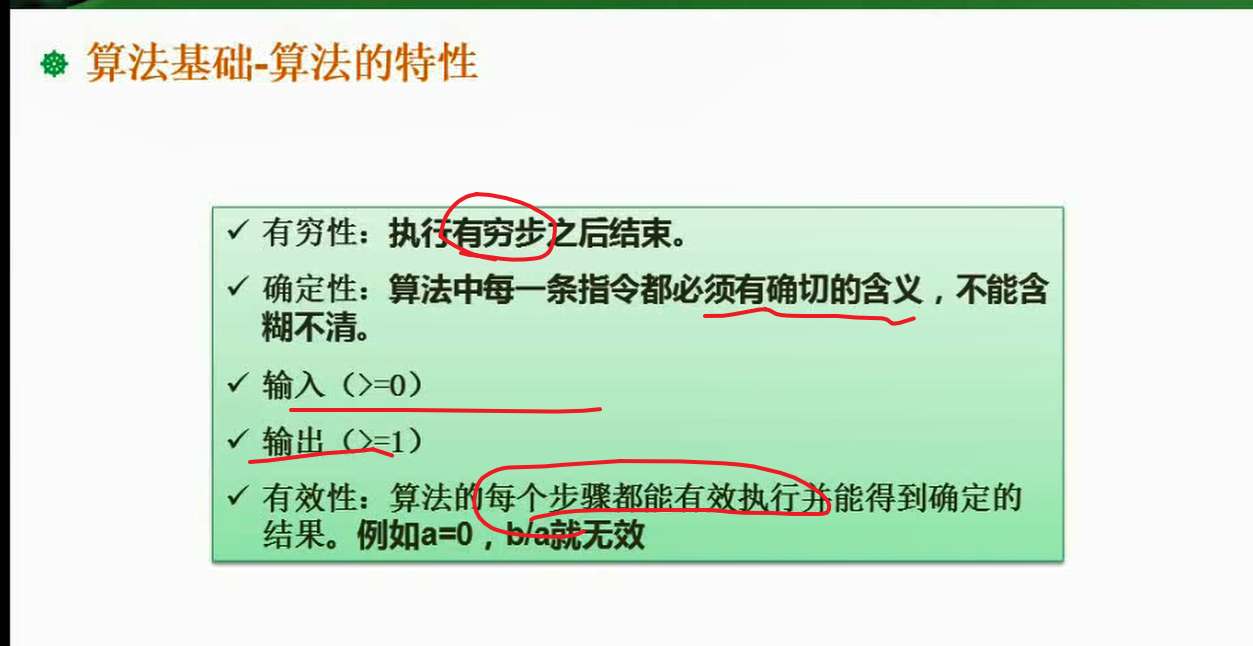 算法基础-算法的特性
✓ 有穷性：执行有穷步之后结束。
✓ 确定性：算法中每一条指令都必须有确切的含义，不能含
糊不清。
✓ 输入（>=0）
✓ 输出（>=1）
✓ 有效性：算法的每个步骤都能有效执行并能得到确定的
结果。例如a=0，b/a就无效